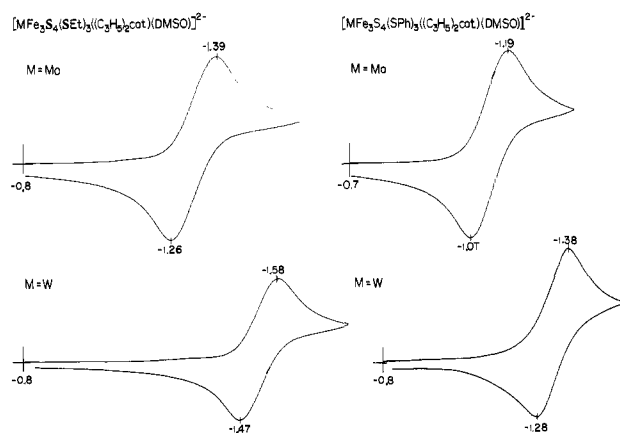 [MFe₃S₄(SEt)₃((C₃H₅)₂cat)(DMSO)]²⁻
M = Mo
-1.39
-0.8
-1.26
M = W
-1.58
-0.8
-1.47
[MFe₃S₄(SPh)₃((C₃H₅)₂cat)(DMSO)]²⁻
M = Mo
-1.19
-0.7
-1.07
M = W
-1.38
-0.8
-1.28